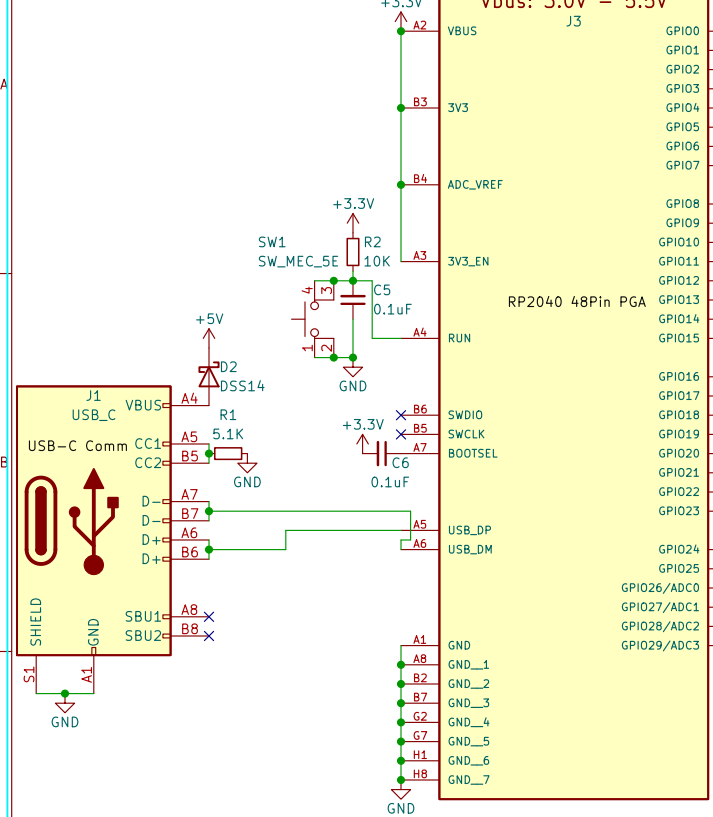 +3.3V
Vbus: 3.0V - 5.5V
J3
A2 VBUS
B3 3V3
B4 ADC_VREF
A3 3V3_EN
A4 RUN
B6 SWDIO
B5 SWCLK
A7 BOOTSEL
A5 USB_DP
A6 USB_DM
A1 GND
A8 GND__1
B2 GND__2
B7 GND__3
G2 GND__4
G7 GND__5
H1 GND__6
H8 GND__7
GND
RP2040 48Pin PGA
GPIO0
GPIO1
GPIO2
GPIO3
GPIO4
GPIO5
GPIO6
GPIO7
GPIO8
GPIO9
GPIO10
GPIO11
GPIO12
GPIO13
GPIO14
GPIO15
GPIO16
GPIO17
GPIO18
GPIO19
GPIO20
GPIO21
GPIO22
GPIO23
GPIO24
GPIO25
GPIO26/ADC0
GPIO27/ADC1
GPIO28/ADC2
GPIO29/ADC3
A
B
+3.3V
SW1
SW_MEC_5E
R2
10K
4
3
1
2
C5
0.1uF
GND
+3.3V
C6
0.1uF
+5V
D2
DSS14
R1
5.1K
GND
J1
USB_C
USB-C Comm
VBUS A4
CC1 A5
CC2 B5
D- A7
D- B7
D+ A6
D+ B6
SBU1 A8
SBU2 B8
SHIELD
GND
S1
A1
GND